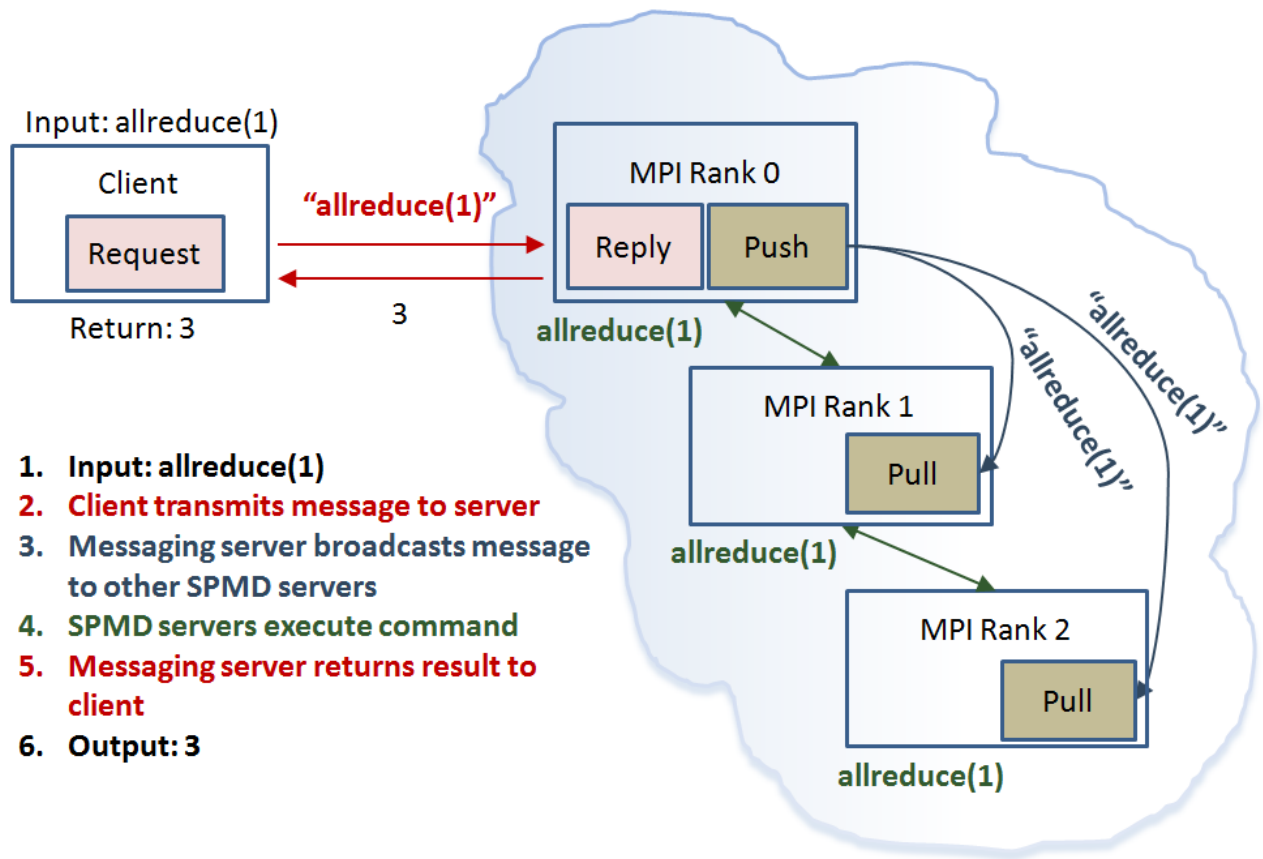 Input: allreduce(1)
Client
Request
Return: 3
“allreduce(1)”
3
MPI Rank 0
Reply
Push
allreduce(1)
“allreduce(1)”
“allreduce(1)”
MPI Rank 1
Pull
allreduce(1)
MPI Rank 2
Pull
allreduce(1)
1. Input: allreduce(1)
2. Client transmits message to server
3. Messaging server broadcasts message
to other SPMD servers
4. SPMD servers execute command
5. Messaging server returns result to
client
6. Output: 3